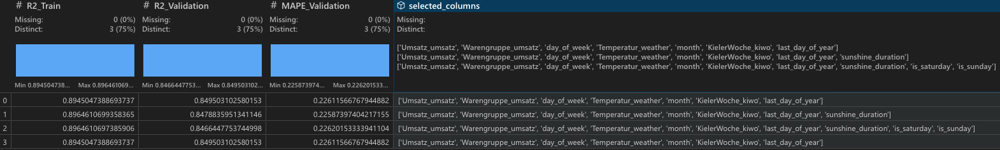 # R2_Train # R2_Validation # MAPE_Validation selected_columns
Missing: 0 (0%) Missing: 0 (0%) Missing: 0 (0%) Missing:
Distinct: 3 (75%) Distinct: 3 (75%) Distinct: 3 (75%) Distinct:
['Umsatz_umsatz', 'Warengruppe_umsatz', 'day_of_week', 'Temperatur_weather', 'month', 'KielerWoche_kiwo', 'last_day_of_year']
['Umsatz_umsatz', 'Warengruppe_umsatz', 'day_of_week', 'Temperatur_weather', 'month', 'KielerWoche_kiwo', 'last_day_of_year', 'sunshine_duration']
['Umsatz_umsatz', 'Warengruppe_umsatz', 'day_of_week', 'Temperatur_weather', 'month', 'KielerWoche_kiwo', 'last_day_of_year', 'sunshine_duration', 'is_saturday', 'is_sunday']
Min 0.894504738... Max 0.896461069... Min 0.8466447753... Max 0.849503102... Min 0.225873974... Max 0.226201533...
0 0.8945047388693737 0.849503102580153 0.22611566767944882 ['Umsatz_umsatz', 'Warengruppe_umsatz', 'day_of_week', 'Temperatur_weather', 'month', 'KielerWoche_kiwo', 'last_day_of_year']
1 0.8964610699358365 0.8478835951341146 0.22587397404217155 ['Umsatz_umsatz', 'Warengruppe_umsatz', 'day_of_week', 'Temperatur_weather', 'month', 'KielerWoche_kiwo', 'last_day_of_year', 'sunshine_duration']
2 0.8964610697385906 0.8466447753744998 0.22620153333941104 ['Umsatz_umsatz', 'Warengruppe_umsatz', 'day_of_week', 'Temperatur_weather', 'month', 'KielerWoche_kiwo', 'last_day_of_year', 'sunshine_duration', 'is_saturday', 'is_sunday']
3 0.8945047388693737 0.849503102580153 0.22611566767944882 ['Umsatz_umsatz', 'Warengruppe_umsatz', 'day_of_week', 'Temperatur_weather', 'month', 'KielerWoche_kiwo', 'last_day_of_year']